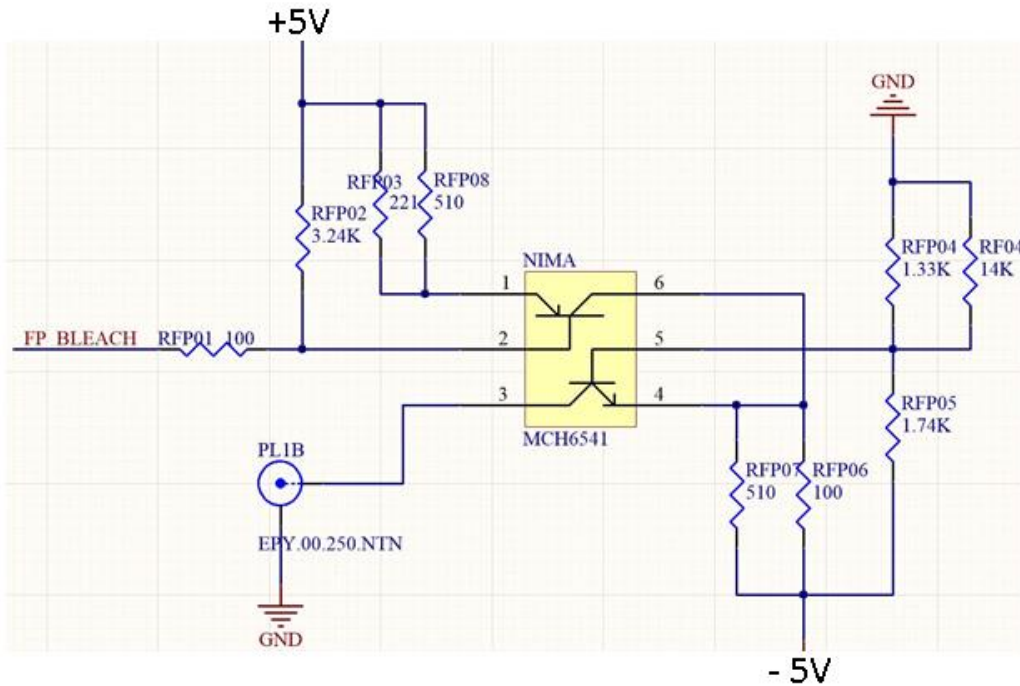 +5V
GND
RFP03
221
RFP08
510
RFP02
3.24K
RFP04
1.33K
RF04
14K
NIMA
1
6
FP_BLEACH
RFP01 100
2
5
3
4
RFP05
1.74K
MCH6541
PL1B
RFP07
510
RFP06
100
EPY.00.250.NTN
GND
- 5V